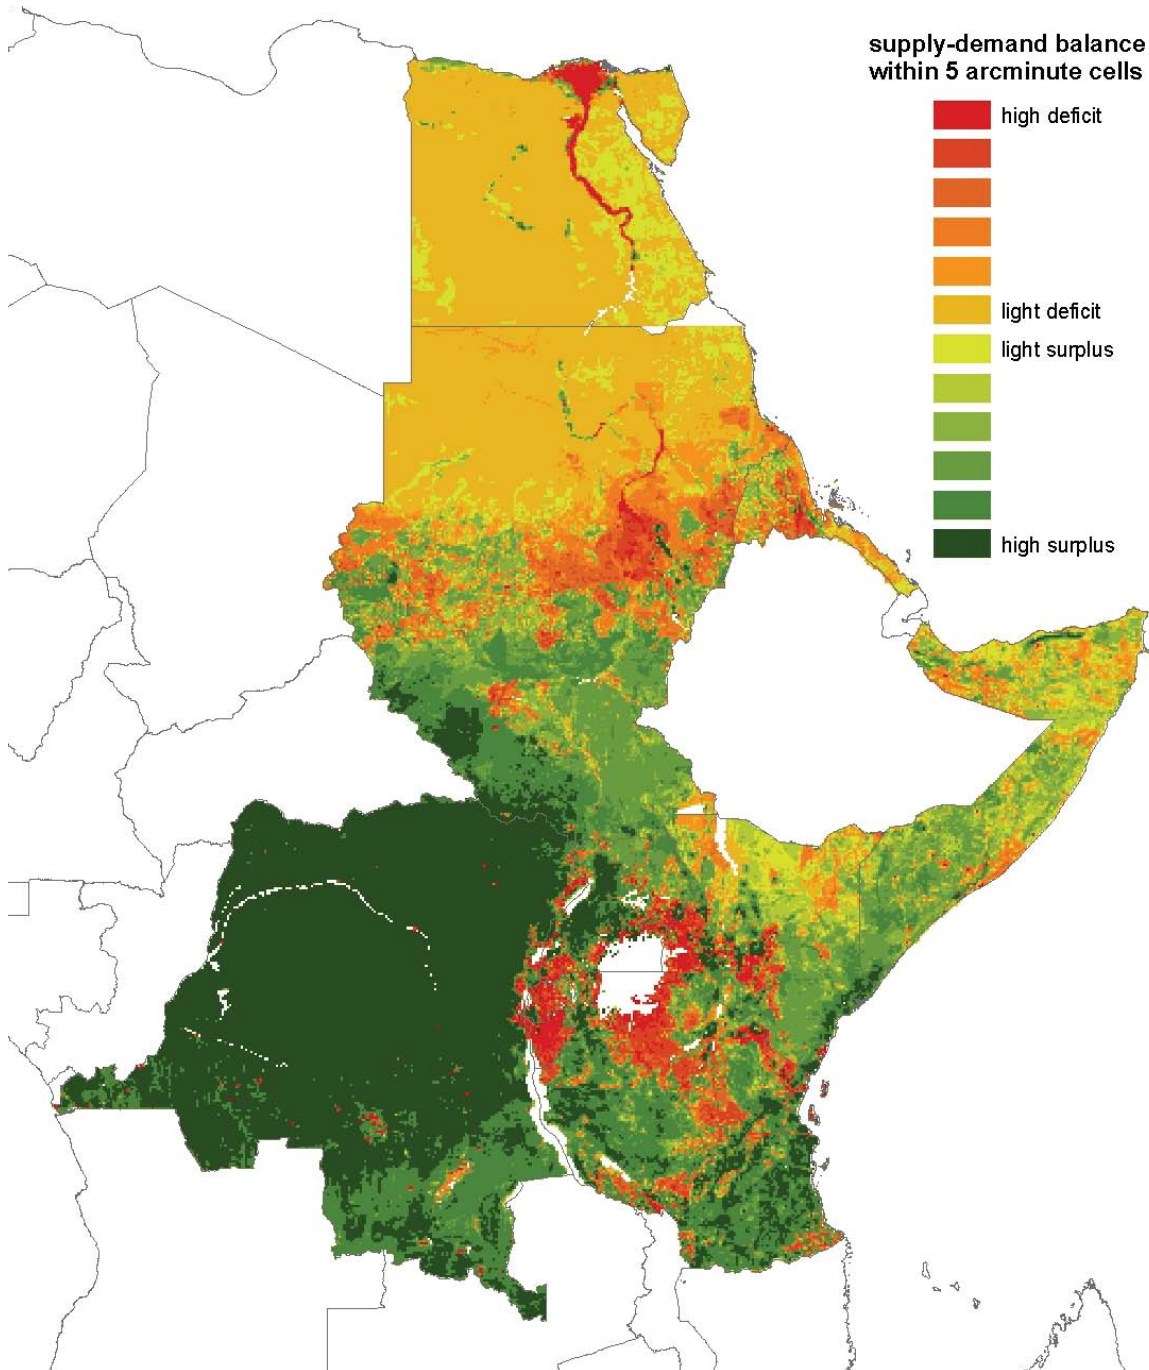 supply-demand balance
within 5 arcminute cells
high deficit
light deficit
light surplus
high surplus